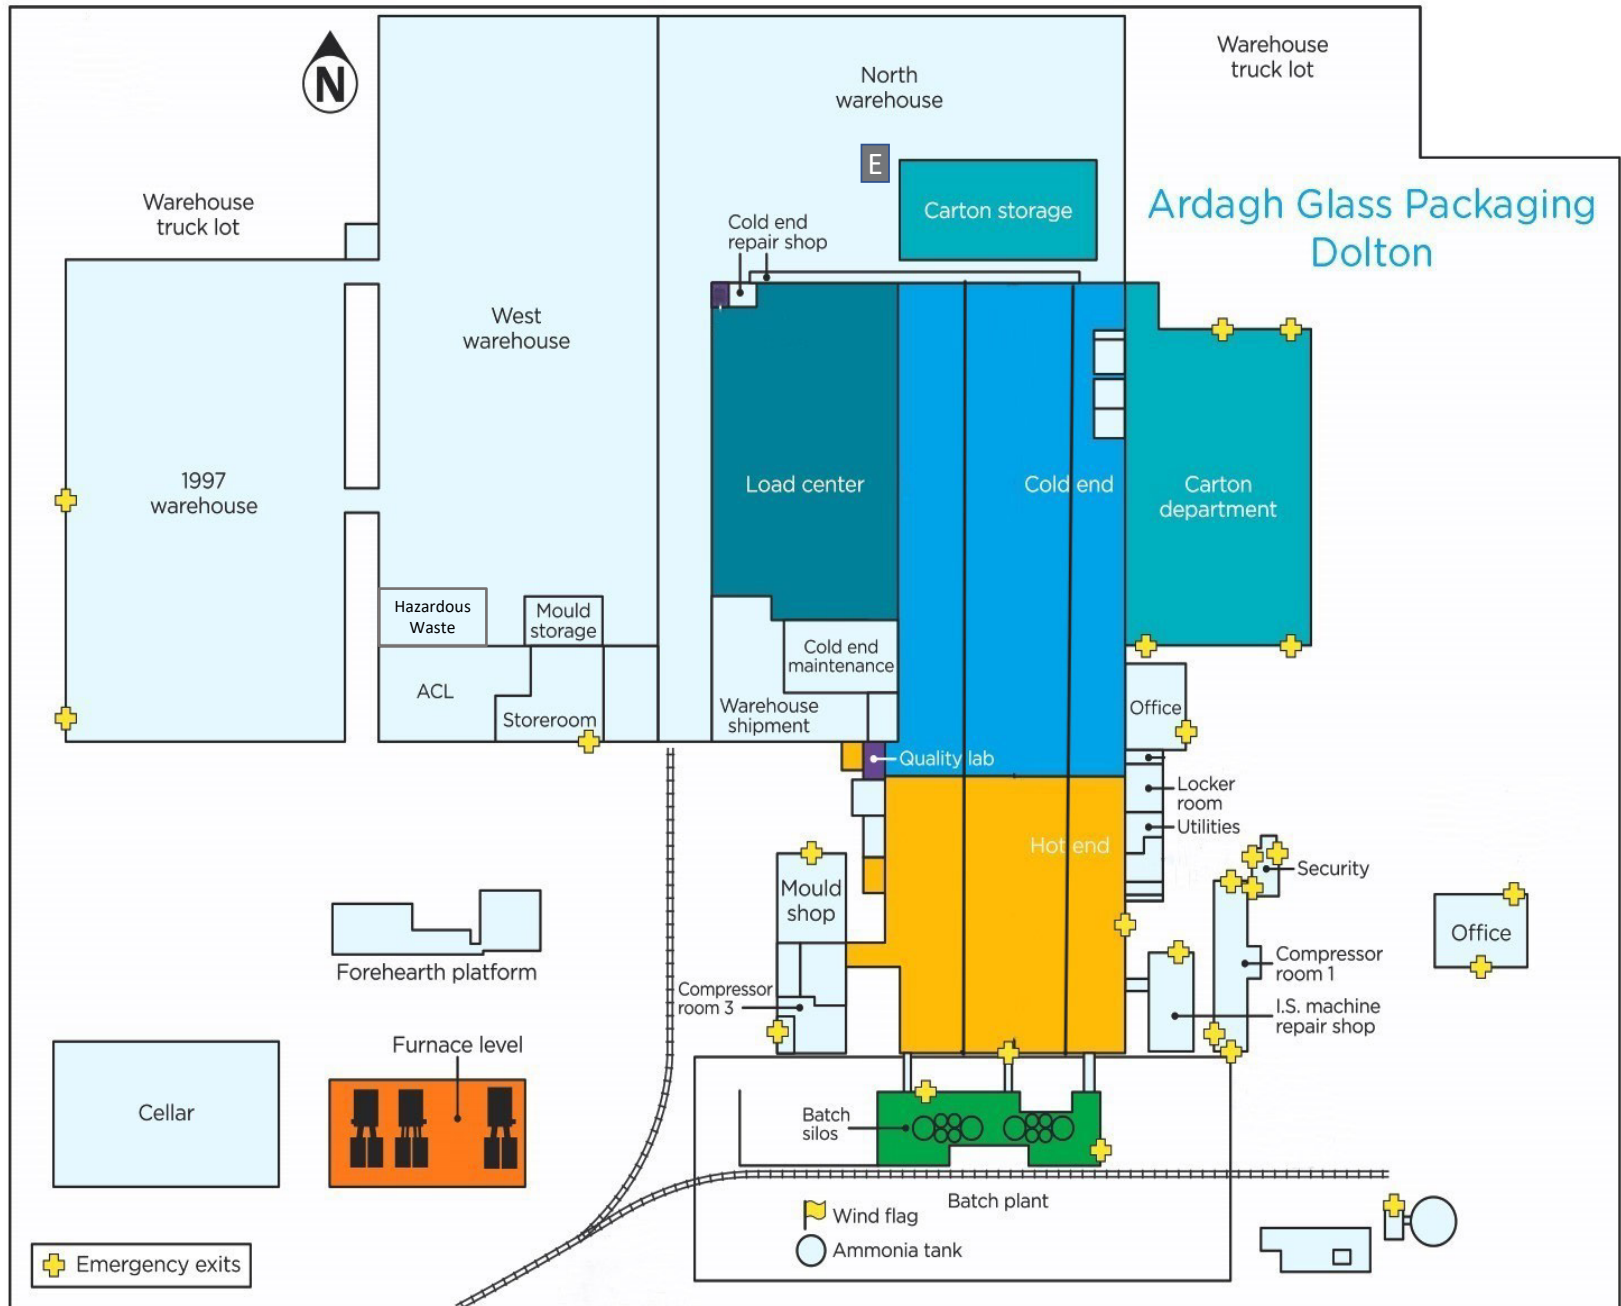 Warehouse
truck lot
North
warehouse
N
E
Carton storage
Ardagh Glass Packaging
Dolton
Warehouse
truck lot
Cold end
repair shop
West
warehouse
1997
warehouse
Load center
Cold end
Carton
department
Hazardous
Waste
Mould
storage
Cold end
maintenance
ACL
Storeroom
Warehouse
shipment
Office
Quality lab
Locker
room
Utilities
Hot end
Security
Mould
shop
Office
Forehearth platform
Compressor
room 1
Compressor
room 3
I.S. machine
repair shop
Furnace level
Cellar
Batch
silos
Batch plant
Wind flag
Ammonia tank
Emergency exits